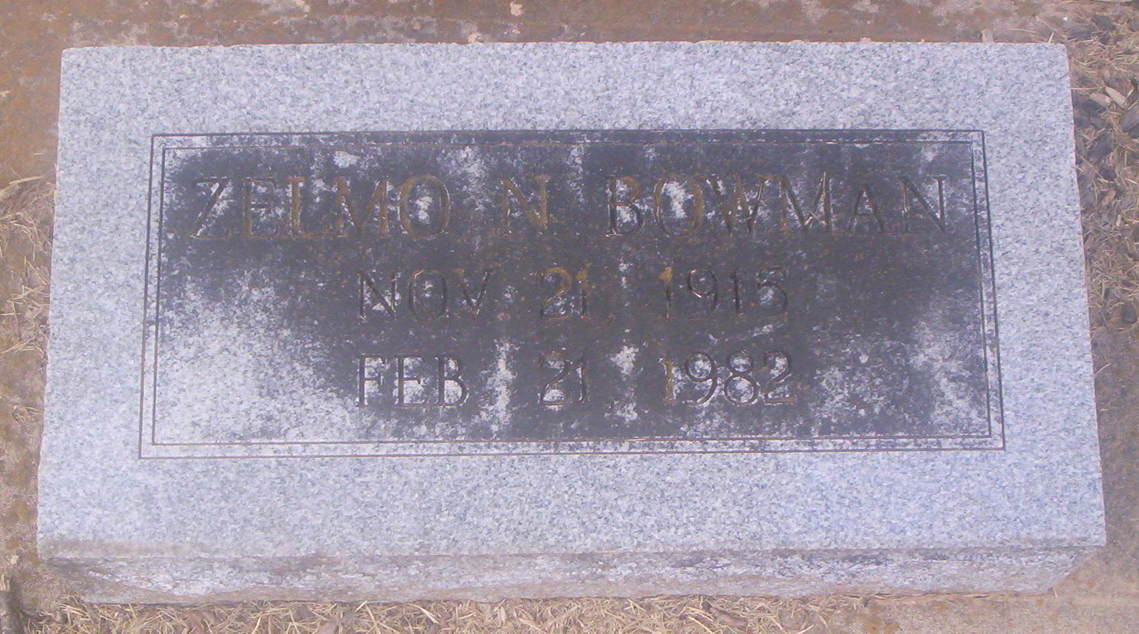 ZELMO N. BOWMAN
NOV. 21, 1915
FEB. 21, 1982